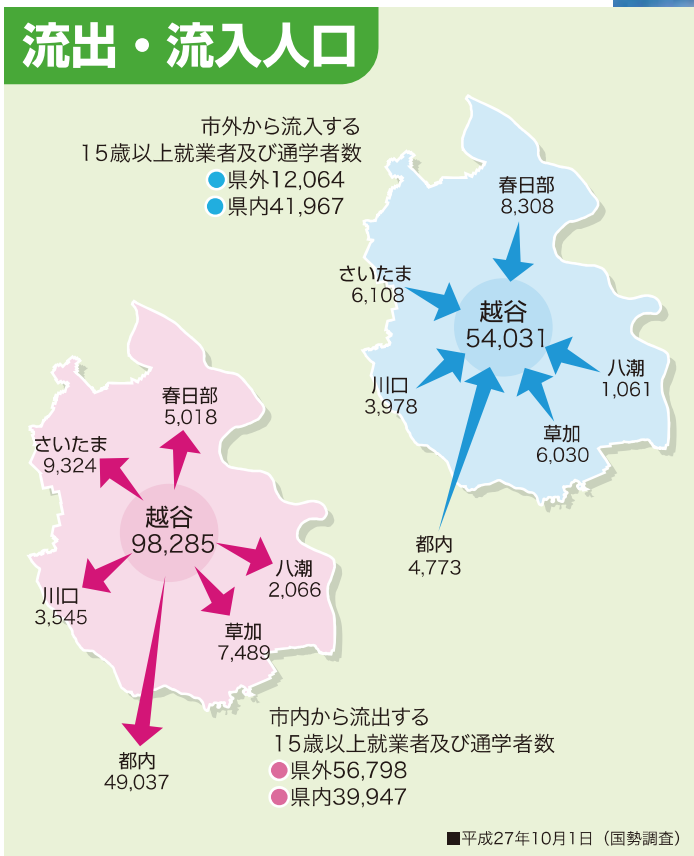 流出・流入人口
市外から流入する
15歳以上就業者及び通学者数
県外12,064
県内41,967
春日部
8,308
さいたま
6,108
越谷
54,031
川口
3,978
八潮
1,061
草加
6,030
都内
4,773
春日部
5,018
さいたま
9,324
越谷
98,285
川口
3,545
八潮
2,066
草加
7,489
都内
49,037
市内から流出する
15歳以上就業者及び通学者数
県外56,798
県内39,947
■平成27年10月1日（国勢調査）